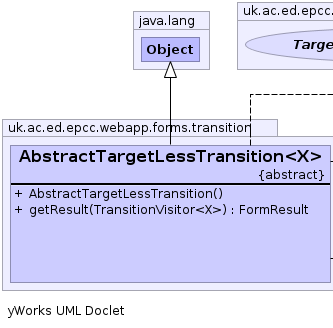 java.lang
uk.ac.ed.epcc.
Object
Targe
uk.ac.ed.epcc.webapp.forms.transition
AbstractTargetLessTransition<X>
{abstract}
+ AbstractTargetLessTransition()
+ getResult(TransitionVisitor<X>) : FormResult
yWorks UML Doclet